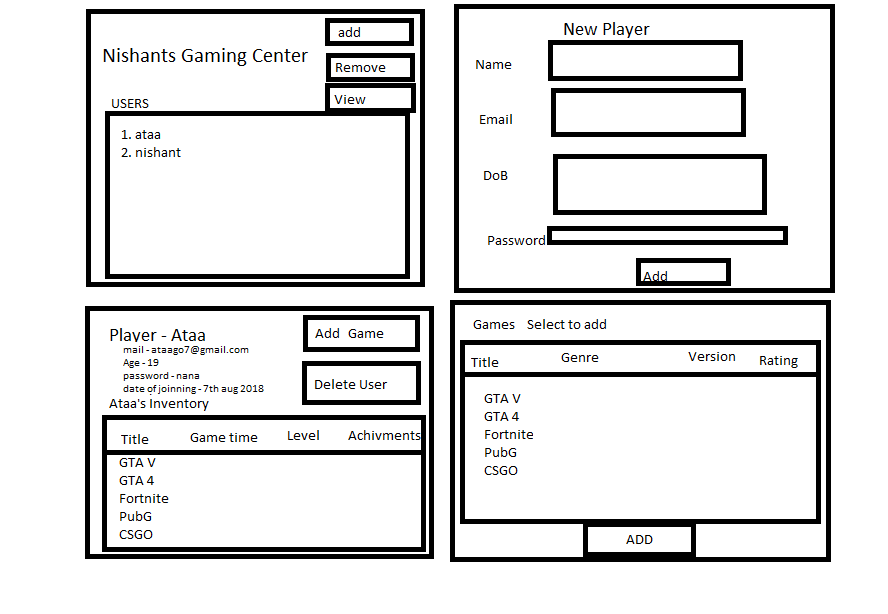 Nishants Gaming Center
add
Remove
View
USERS
1. ataa
2. nishant
New Player
Name
Email
DoB
Password
Add
Player - Ataa
mail - ataago7@gmail.com
Age - 19
password - nana
date of joinning - 7th aug 2018
Ataa's Inventory
Add Game
Delete User
Title Game time Level Achivments
GTA V
GTA 4
Fortnite
PubG
CSGO
Games Select to add
Title Genre Version Rating
GTA V
GTA 4
Fortnite
PubG
CSGO
ADD